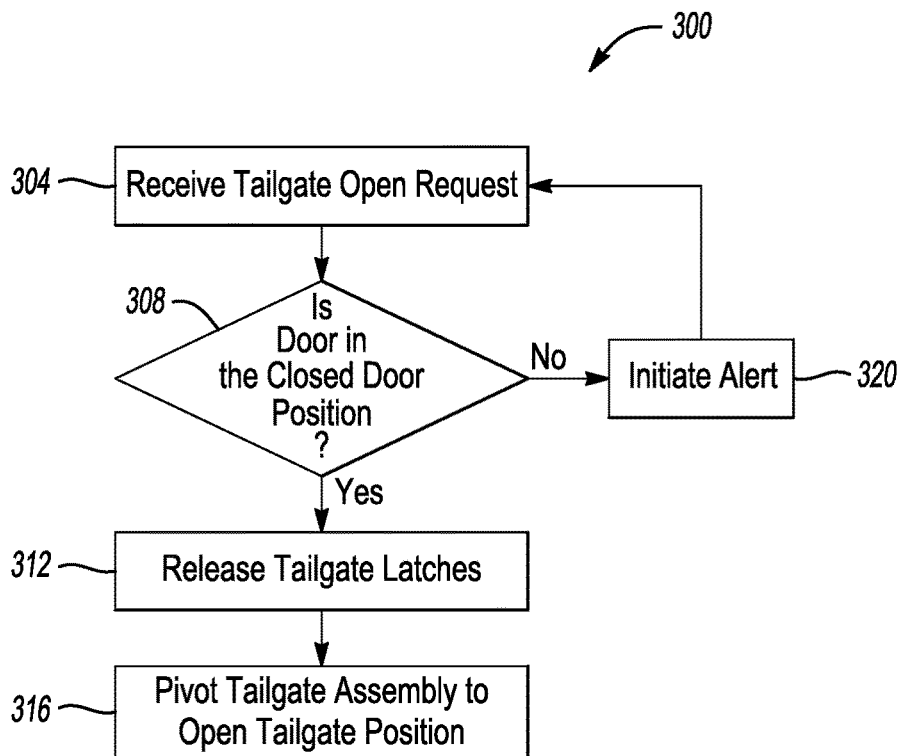 300
304
Receive Tailgate Open Request
308
Is
Door in
the Closed Door
Position
?
No
Initiate Alert
320
Yes
312
Release Tailgate Latches
316
Pivot Tailgate Assembly to
Open Tailgate Position